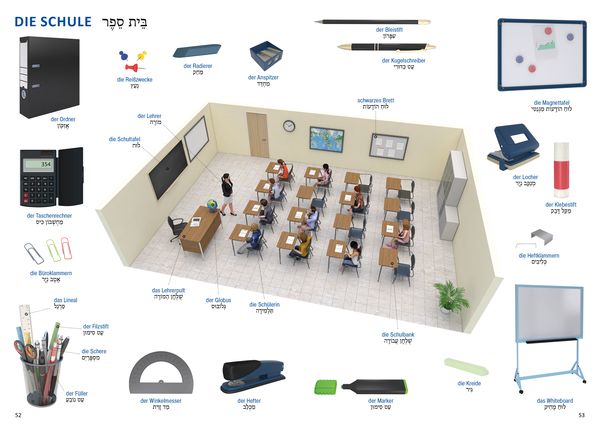 DIE SCHULE בֵּית סֵפֶר
der Ordner
אוֹגְדָן
die Reißzwecke
נַעַץ
der Radierer
מַחַק
der Anspitzer
מְחַדֵּד
der Bleistift
עִפָּרוֹן
der Kugelschreiber
עֵט כַּדּוּרִי
die Magnettafel
לוּחַ מוֹדָעוֹת מַגְנֵטִי
der Lehrer
מוֹרֶה
die Schultafel
לוּחַ
schwarzes Brett
לוּחַ הוֹדָעוֹת
der Taschenrechner
מַחְשְׁבוֹן כִּיס
354
der Locher
der Klebestift
die Büroklammern
die Heftklammern
das Lineal
סַרְגֵּל
der Filzstift
die Schere
מִסְפָּרַיִם
der Füller
עֵט נוֹבֵעַ
das Lehrerpult
שֻׁלְחַן הַמּוֹרֶה
der Globus
גְּלוֹבּוּס
die Schülerin
תַּלְמִידָה
die Schulbank
שֻׁלְחַן עֲבוֹדָה
der Winkelmesser
מַד זָוִית
der Hefter
מַכְלֵב
der Marker
עֵט סִימוּן
die Kreide
גִּיר
das Whiteboard
לוּחַ מָחִיק
52
53